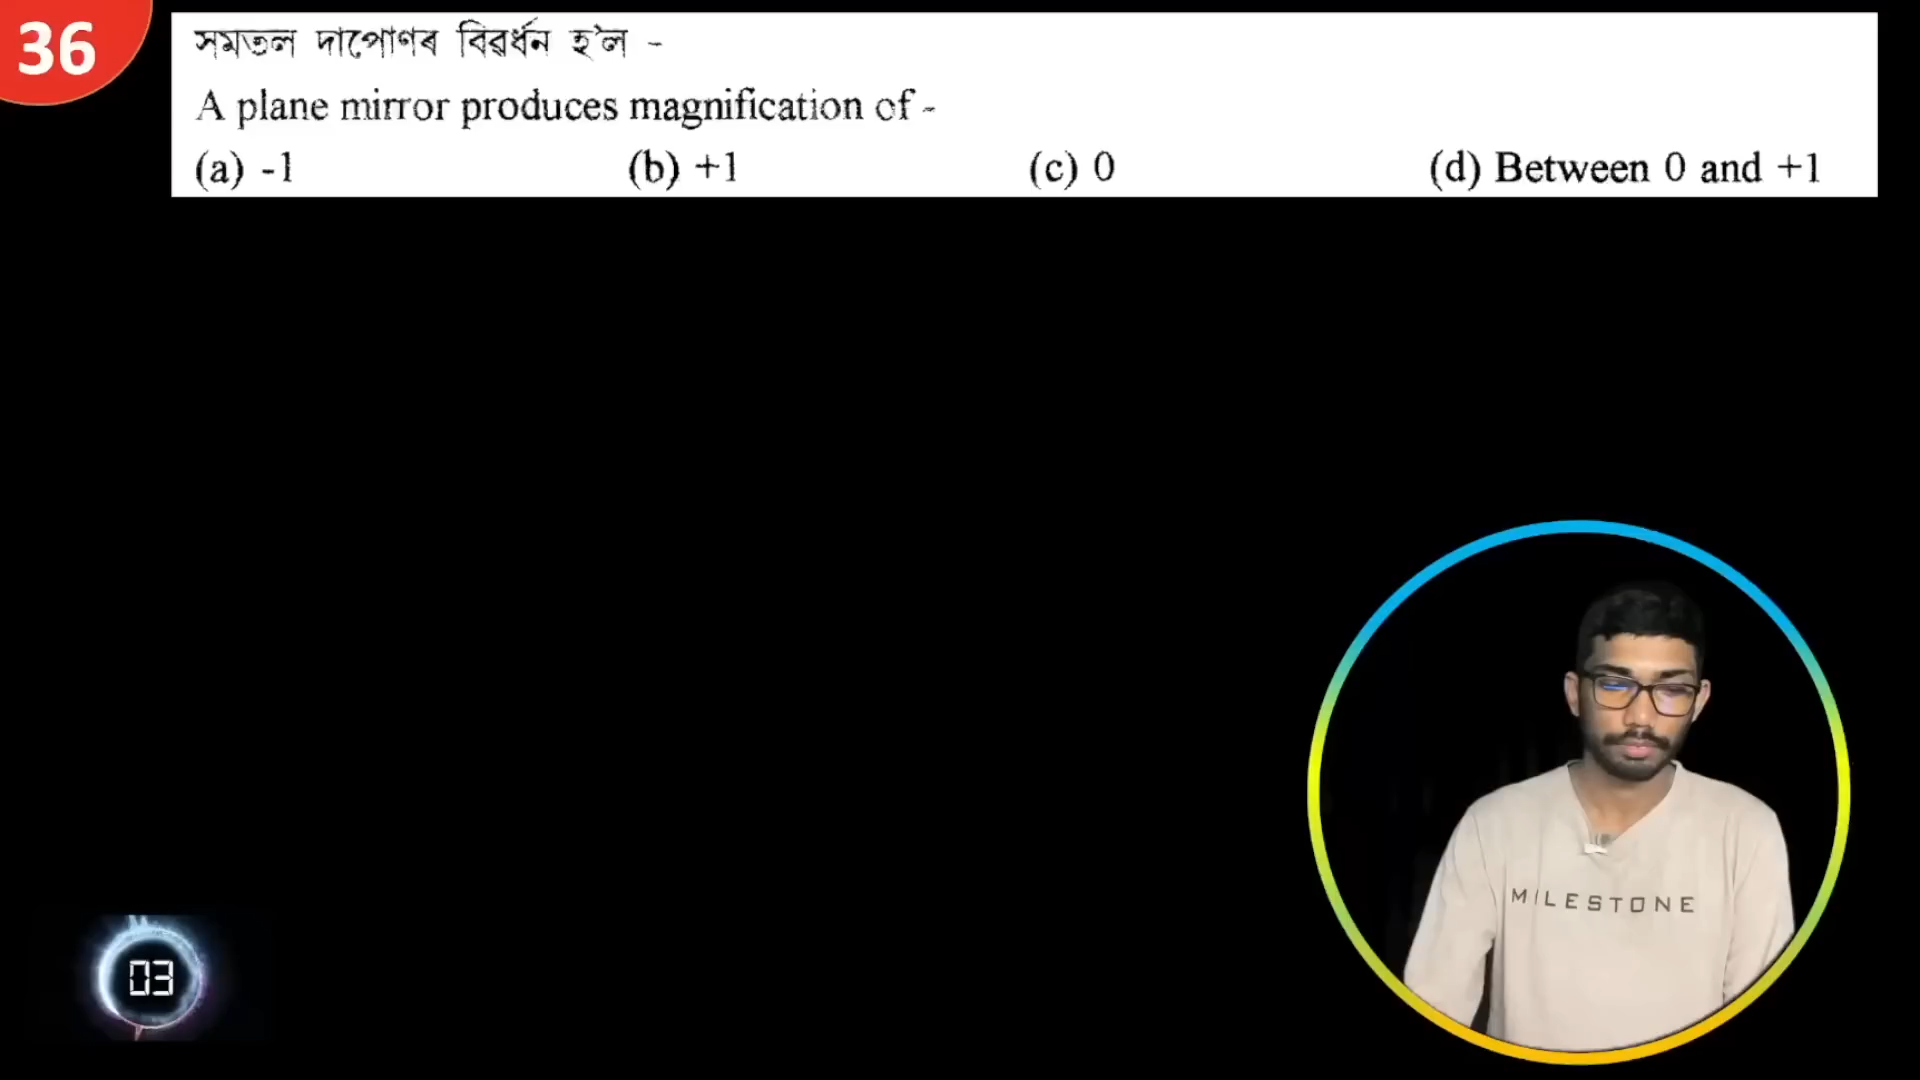 36
সমতল দাপোণৰ বিৱৰ্ধন হ'ল -
A plane mirror produces magnification of -
(a) -1 (b) +1 (c) 0 (d) Between 0 and +1
MILESTONE
03